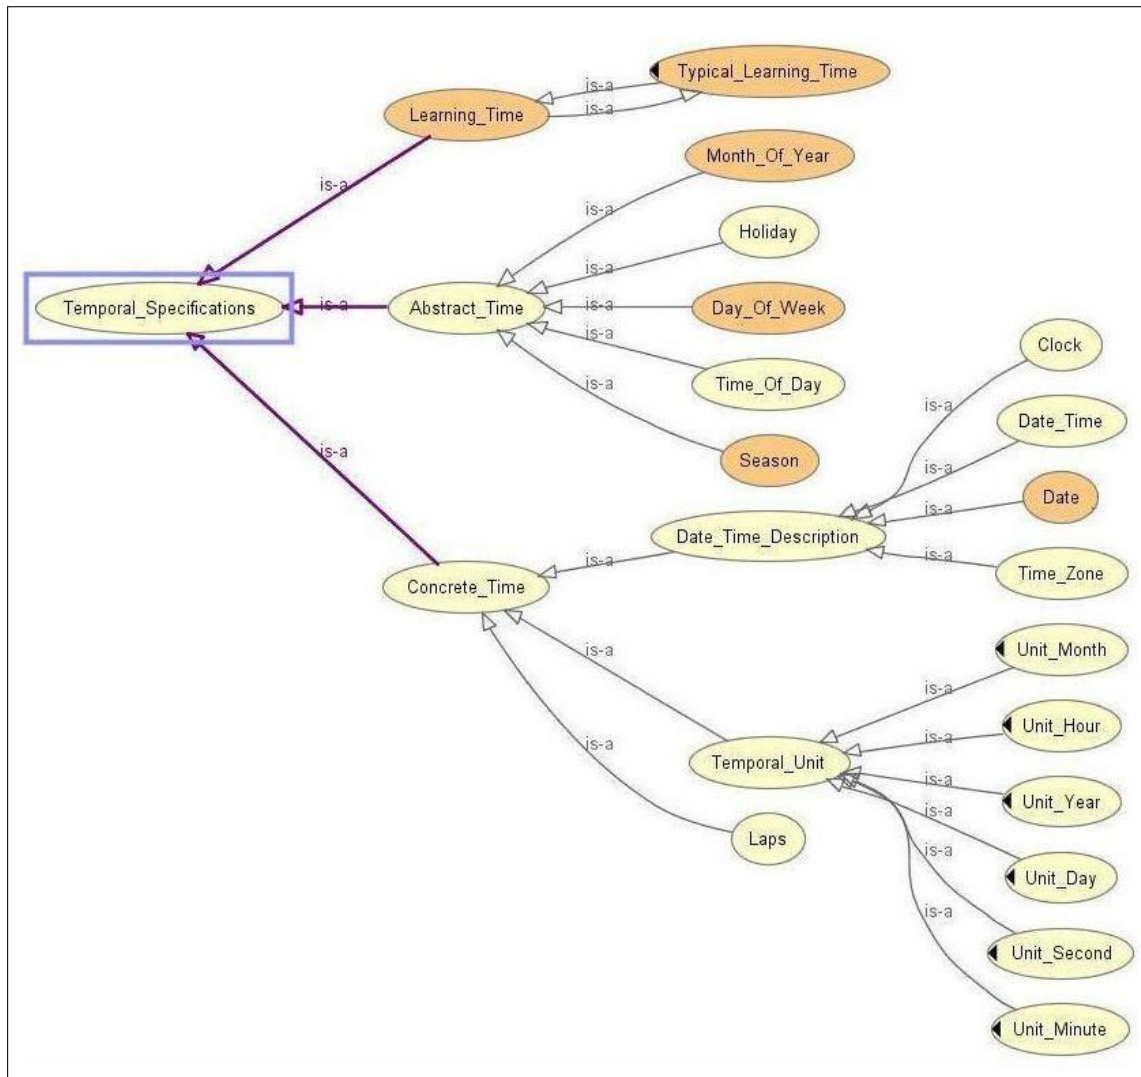 Typical_Learning_Time
is-a
is-a
Learning_Time
Month_Of_Year
is-a
is-a
Holiday
is-a
is-a
Day_Of_Week
Temporal_Specifications
is-a
Abstract_Time
is-a
is-a
Time_Of_Day
Clock
is-a
is-a
Date_Time
Season
is-a
is-a
Date
is-a
Date_Time_Description
is-a
is-a
Time_Zone
Concrete_Time
is-a
Unit_Month
is-a
Unit_Hour
is-a
is-a
Temporal_Unit
is-a
Unit_Year
is-a
Laps
is-a
Unit_Day
is-a
Unit_Second
Unit_Minute